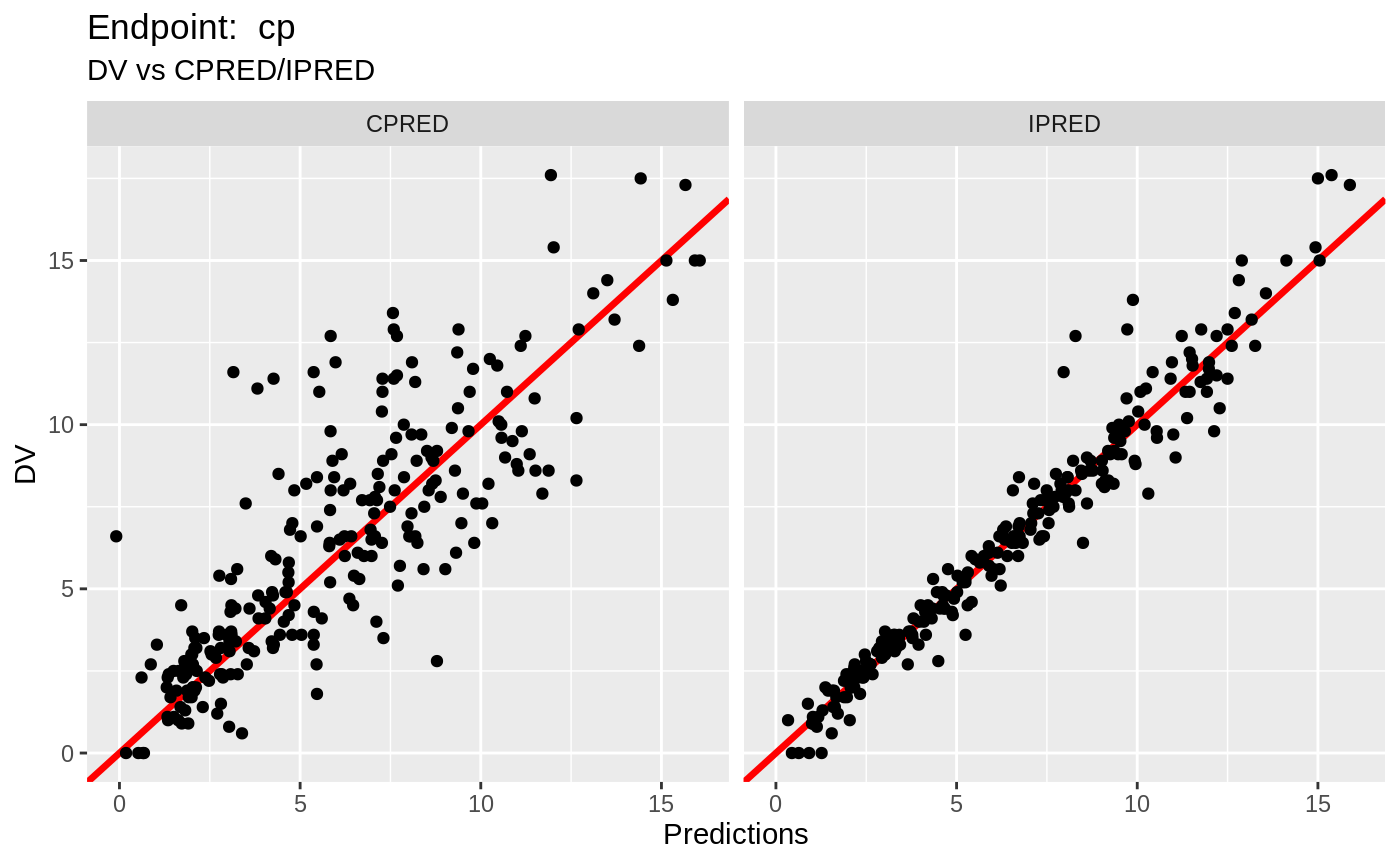 Endpoint:  cp
DV vs CPRED/IPRED
CPRED
IPRED
15
10
5
0
DV
0 5 10 15
0 5 10 15
Predictions